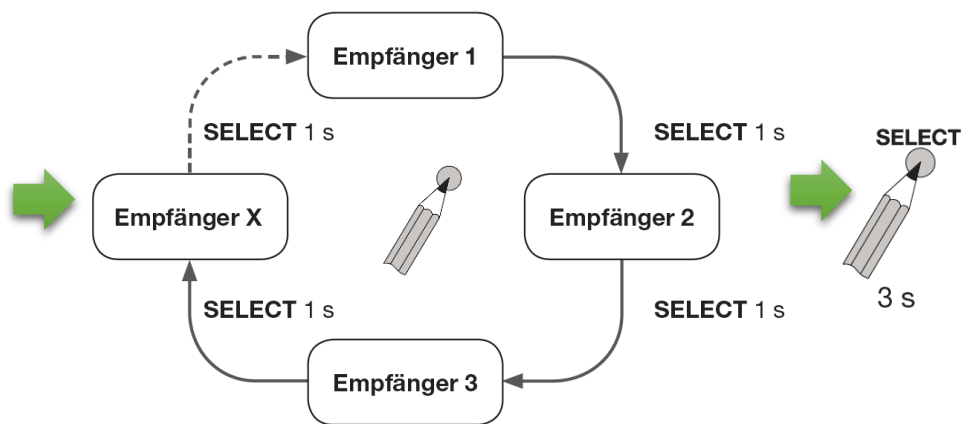 Empfänger 1
SELECT 1 s
SELECT 1 s
SELECT
Empfänger X
Empfänger 2
3 s
SELECT 1 s
SELECT 1 s
Empfänger 3